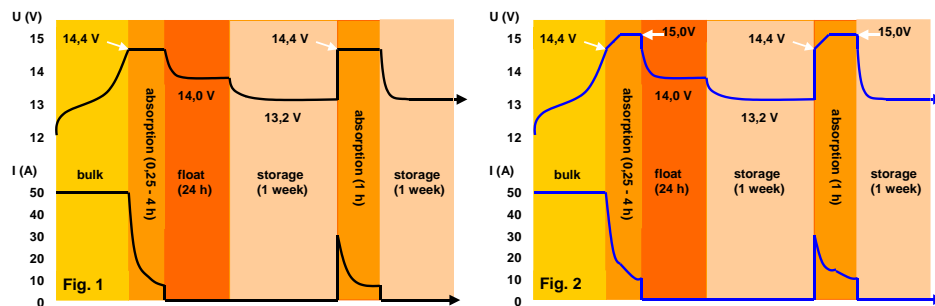 U (V)
15
14
13
12
I (A)
50
40
30
20
10
0
14,4 V
14,0 V
13,2 V
14,4 V
bulk
absorption (0,25 - 4 h)
float
(24 h)
storage
(1 week)
absorption (1 h)
storage
(1 week)
Fig. 1
U (V)
15
14
13
12
I (A)
50
40
30
20
10
0
14,4 V
15,0V
14,0 V
13,2 V
14,4 V
15,0V
bulk
absorption (0,25 - 4 h)
float
(24 h)
storage
(1 week)
absorption (1 h)
storage
(1 week)
Fig. 2